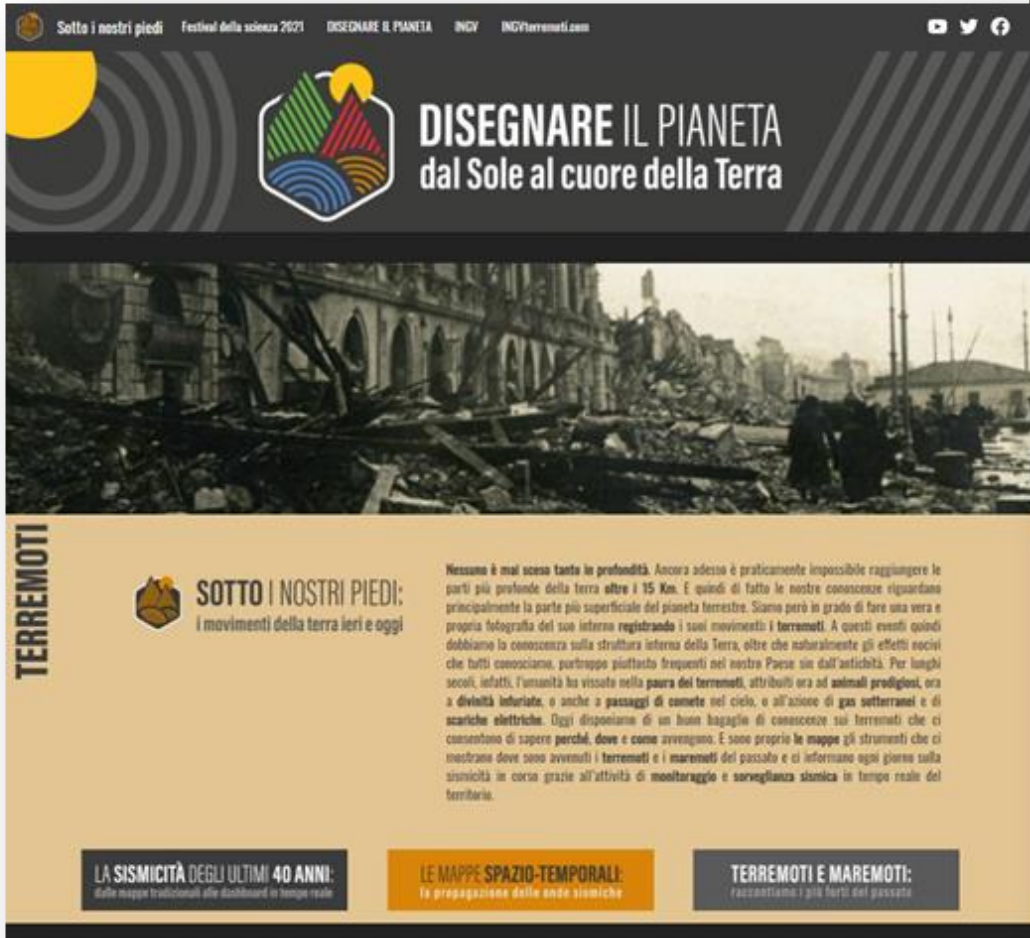 Sotto i nostri piedi Festival della scienza 2021 DISEGNARE IL PIANETA INGV INGVterremoti.com
DISEGNARE IL PIANETA
dal Sole al cuore della Terra
TERREMOTI
SOTTO I NOSTRI PIEDI:
i movimenti della terra ieri e oggi
Nessuno è mai sceso tanto in profondità. Ancora adesso è praticamente impossibile raggiungere le
parti più profonde della terra oltre i 15 Km. E quindi di fatto le nostre conoscenze riguardano
principalmente la parte più superficiale del pianeta terrestre. Siamo però in grado di fare una vera e
propria fotografia del suo interno registrando i suoi movimenti: i terremoti. A questi eventi quindi
dobbiamo la conoscenza sulla struttura interna della Terra, oltre che naturalmente gli effetti nocivi
che tutti conosciamo, purtroppo piuttosto frequenti nel nostro Paese sin dall'antichità. Per lunghi
secoli, infatti, l'umanità ha vissuto nella paura dei terremoti, attribuiti ora ad animali prodigiosi, ora
a divinità infuriate, o anche a passaggi di comete nel cielo, o all'azione di gas sotterranei e di
scariche elettriche. Oggi disponiamo di un buon bagaglio di conoscenze sui terremoti che ci
consentono di sapere perché, dove e come avvengono. E sono proprio le mappe gli strumenti che ci
mostrano dove sono avvenuti i terremoti e i maremoti del passato e ci informano ogni giorno sulla
sismicità in corso grazie all'attività di monitoraggio e sorveglianza sismica in tempo reale del
territorio.
LA SISMICITÀ DEGLI ULTIMI 40 ANNI:
dalle mappe tradizionali alle dashboard in tempo reale
LE MAPPE SPAZIO-TEMPORALI:
la propagazione delle onde sismiche
TERREMOTI E MAREMOTI:
raccontiamo i più forti del passato